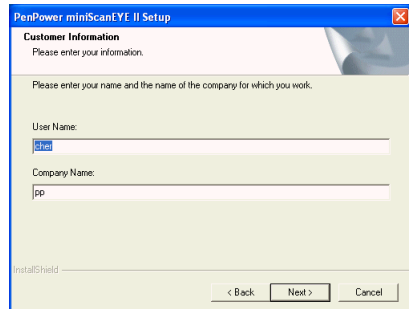 PenPower miniScanEYE II Setup
Customer Information
Please enter your information.
Please enter your name and the name of the company for which you work.
User Name:
cher
Company Name:
pp
InstallShield
< Back Next > Cancel